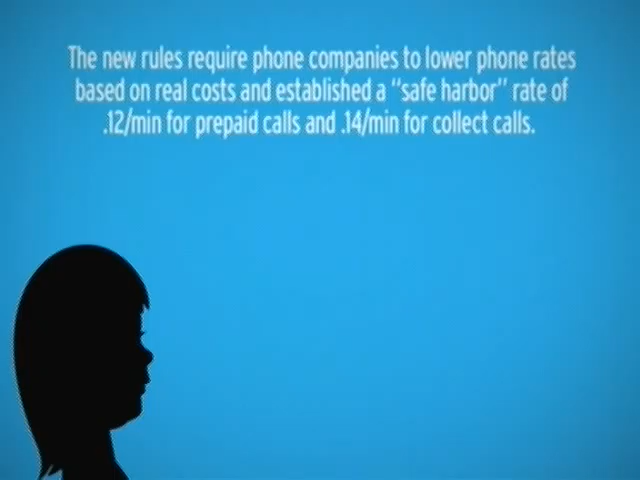 The new rules require phone companies to lower phone rates
based on real costs and established a “safe harbor” rate of
.12/min for prepaid calls and .14/min for collect calls.